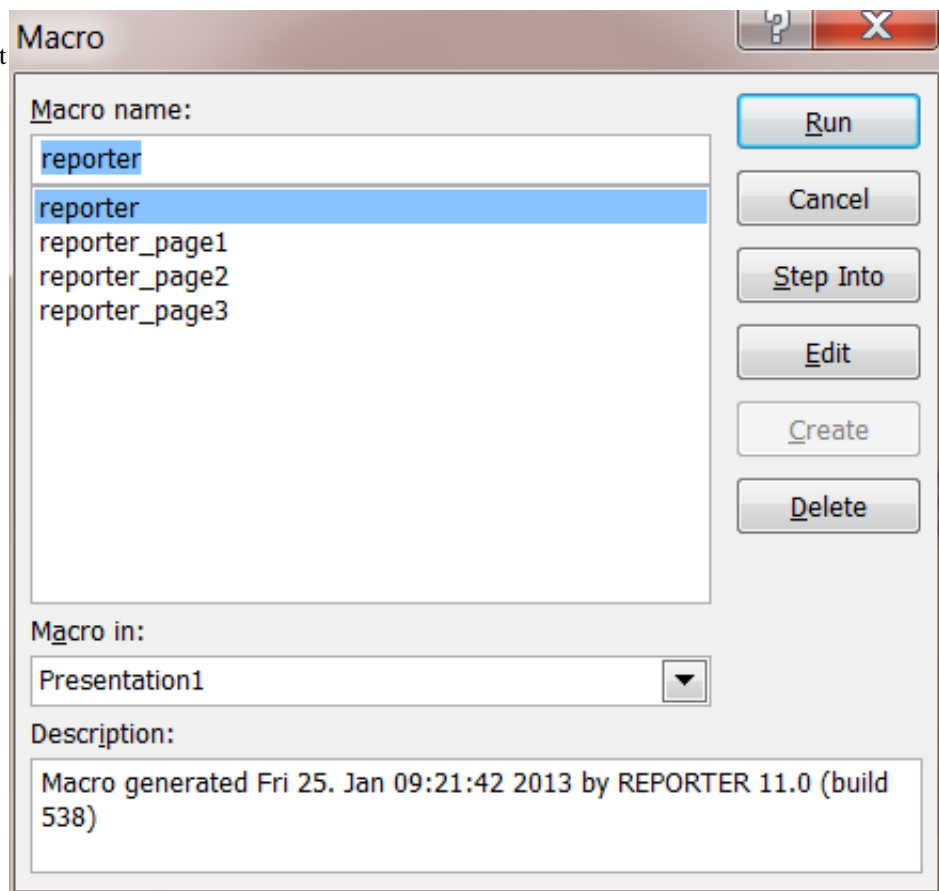 t
Macro
Macro name:
Run
reporter
Cancel
reporter
reporter_page1
reporter_page2
Step Into
reporter_page3
Edit
Create
Delete
Macro in:
Presentation1
Description:
Macro generated Fri 25. Jan 09:21:42 2013 by REPORTER 11.0 (build
538)